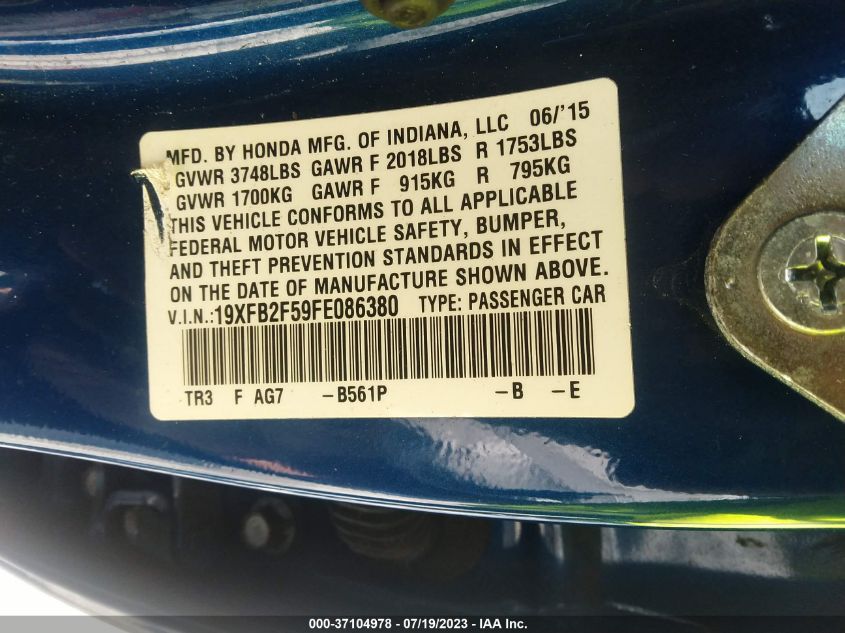 MFD. BY HONDA MFG. OF INDIANA, LLC 06/'15
GVWR 3748LBS GAWR F 2018LBS R 1753LBS
GVWR 1700KG GAWR F 915KG R 795KG
THIS VEHICLE CONFORMS TO ALL APPLICABLE
FEDERAL MOTOR VEHICLE SAFETY, BUMPER,
AND THEFT PREVENTION STANDARDS IN EFFECT
ON THE DATE OF MANUFACTURE SHOWN ABOVE.
V.I.N.:19XFB2F59FE086380 TYPE: PASSENGER CAR
TR3 F AG7 -B561P -B -E
000-37104978 - 07/19/2023 - IAA Inc.